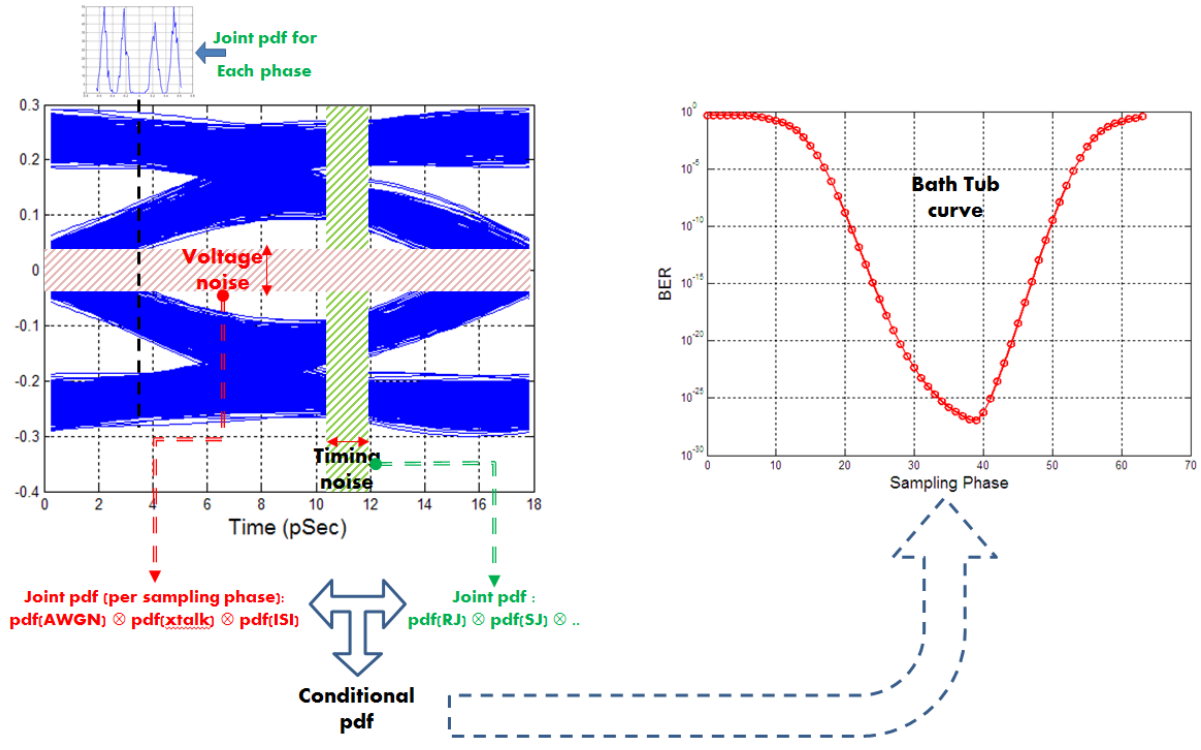 Joint pdf for
Each phase
0.3
0.2
0.1
0
-0.1
-0.2
-0.3
-0.4
Voltage
noise
Timing
noise
0 2 4 6 8 10 12 14 16 18
Time (pSec)
Joint pdf (per sampling phase):
pdf(AWGN) ⊗ pdf(xtalk) ⊗ pdf(ISI)
Joint pdf :
pdf(RJ) ⊗ pdf(SJ) ⊗ ..
Conditional
pdf
BER
10^0
10^-5
10^-10
10^-15
10^-20
10^-25
10^-30
Bath Tub
curve
0 10 20 30 40 50 60 70
Sampling Phase